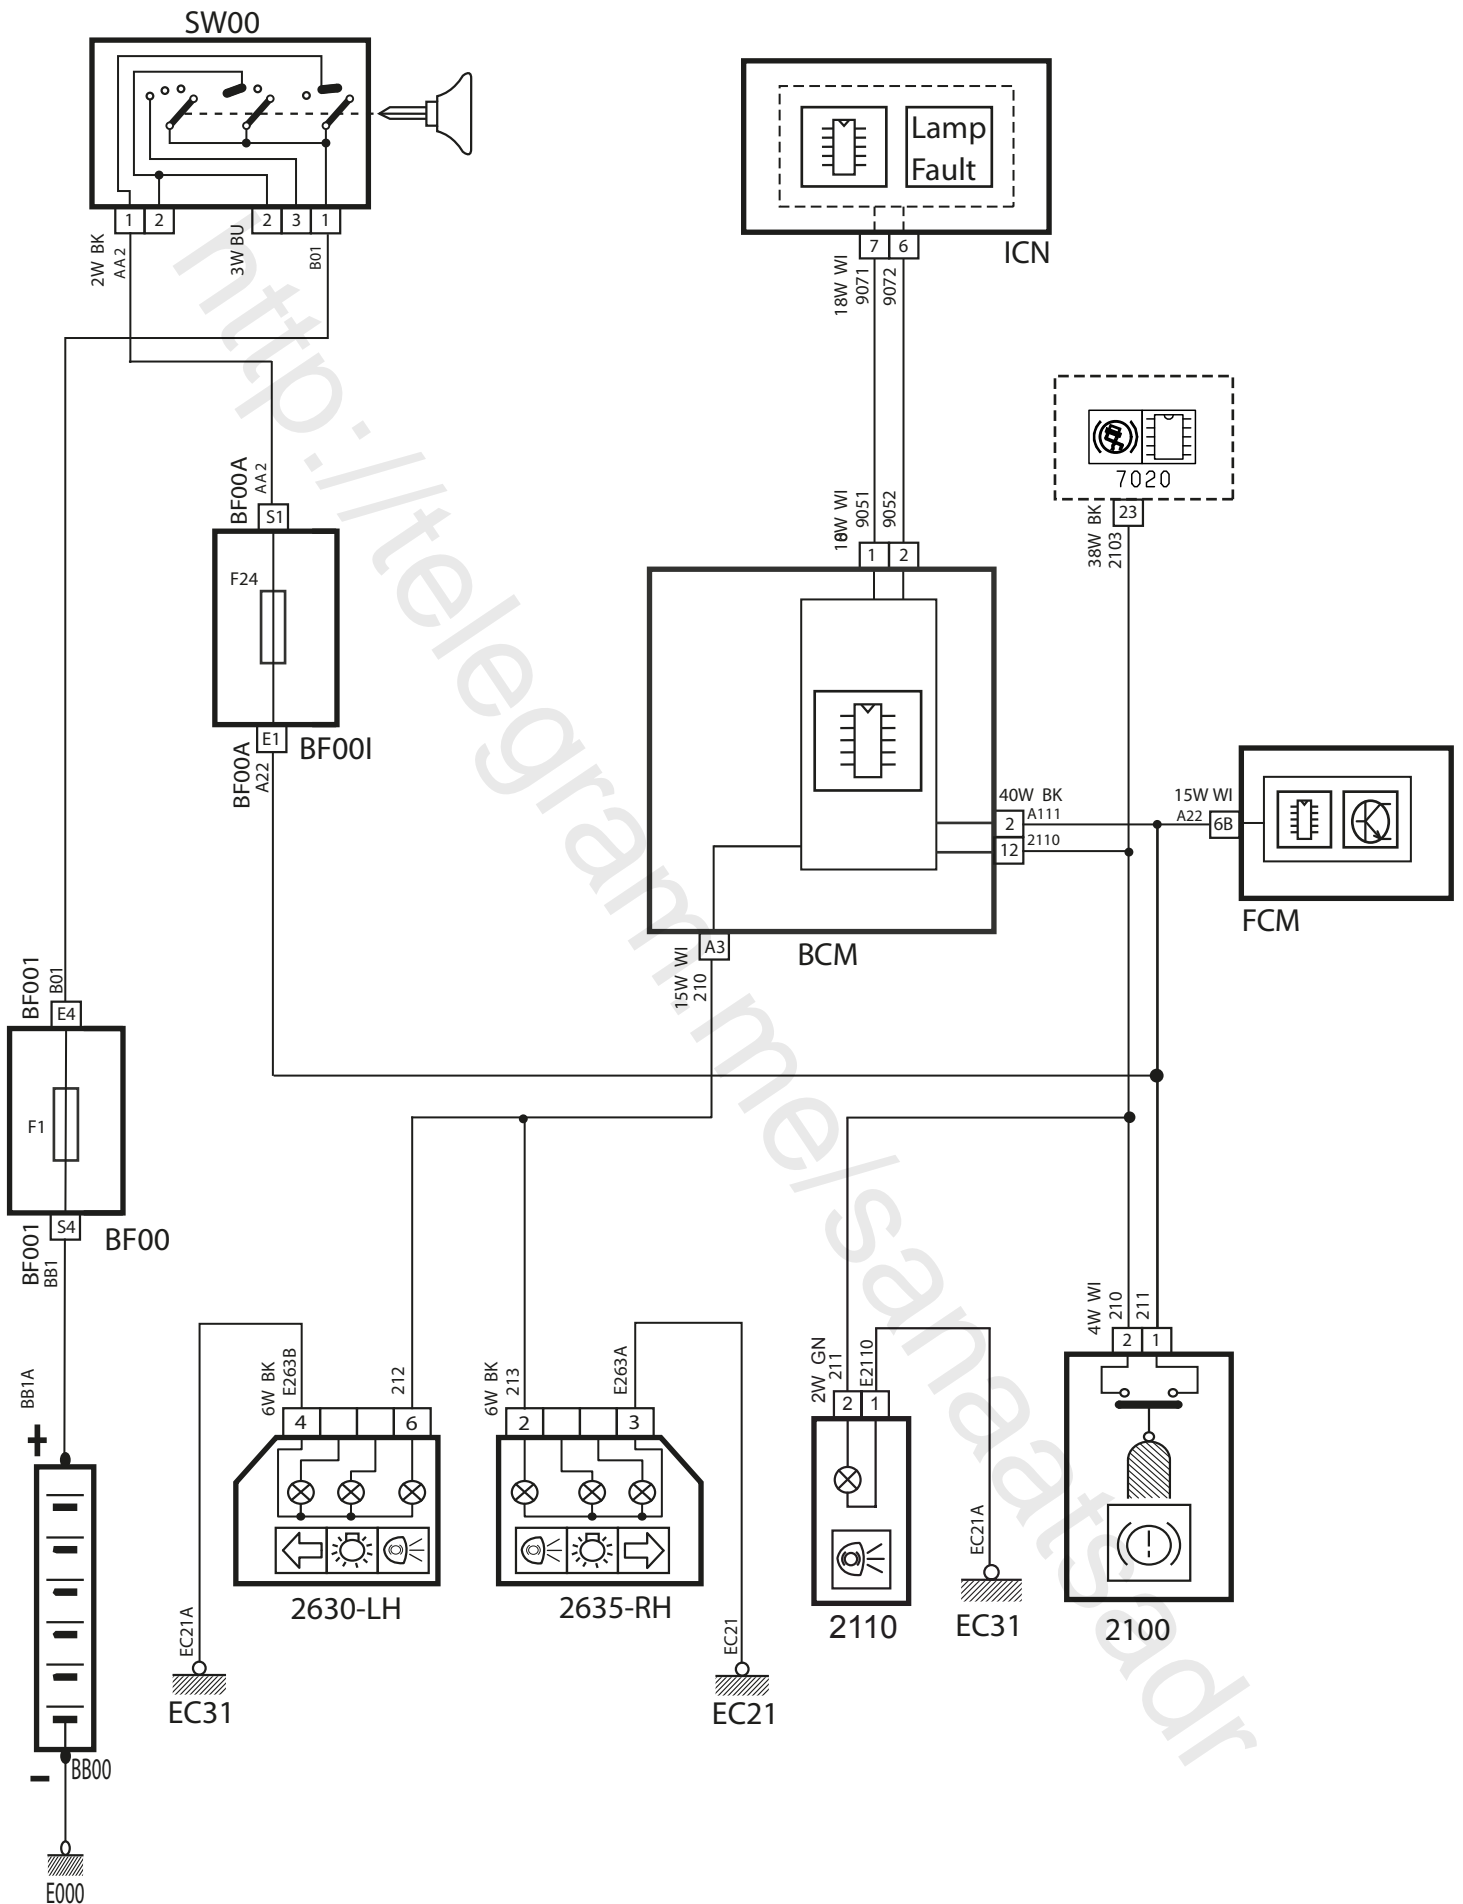 SW00
1 2 2 3 1
2W BK
AA2
3W BU
B01
Lamp
Fault
7 6
ICN
18W WI
9071
9072
9051
9052
1 2
7020
23
38W BK
2103
BF00A
AA2
S1
F24
E1
BF00I
BF00A
A22
40W BK
2
A111
12
2110
15W WI
A22
6B
FCM
BCM
A3
15W WI
210
BF001
B01
E4
F1
S4
BF00
BF001
BB1
BB1A
+
-
BB00
E000
6W BK
E263B
212
4 6
2630-LH
EC21A
EC31
6W BK
213
E263A
2 3
2635-RH
EC21
EC21
2W GN
211
E2110
2 1
2110
EC21A
EC31
4W WI
210
211
2 1
2100
http://telegram.me/sanaatsadr